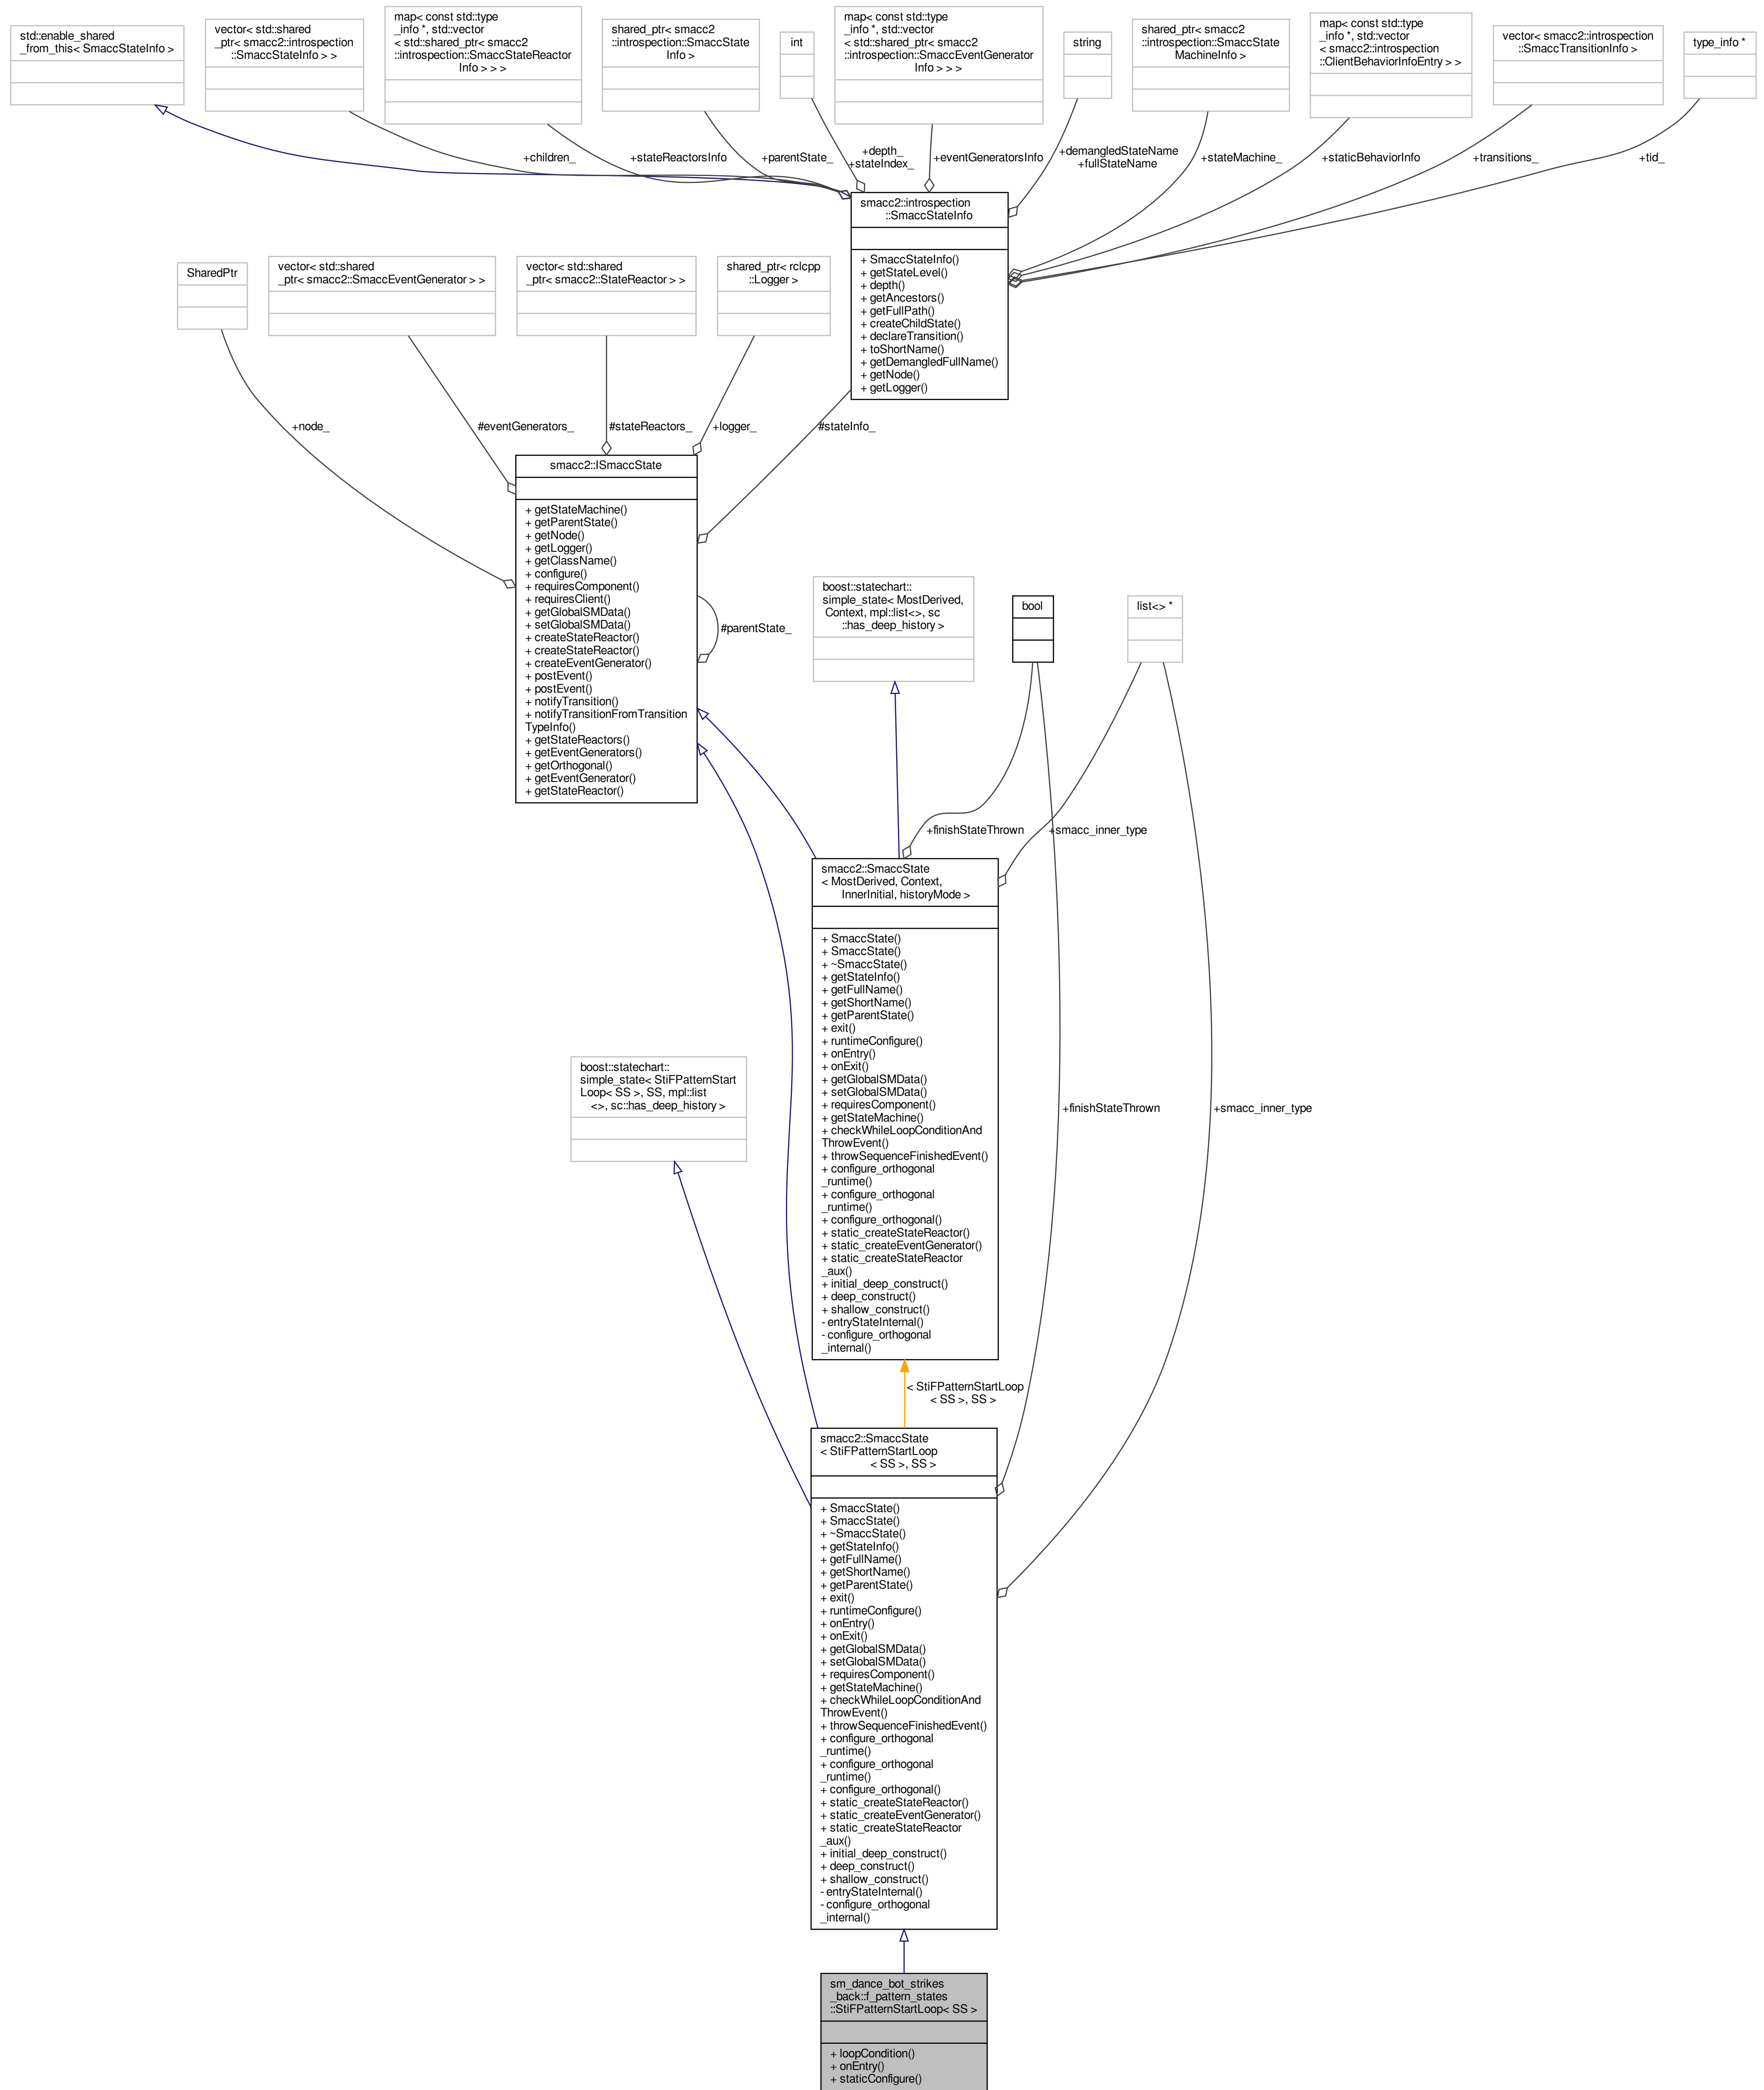 std::enable_shared
_from_this< SmaccStateInfo >
vector< std::shared
_ptr< smacc2::introspection
::SmaccStateInfo > >
map< const std::type
_info *, std::vector
< std::shared_ptr< smacc2
::introspection::SmaccStateReactor
Info > > >
shared_ptr< smacc2
::introspection::SmaccState
Info >
int
map< const std::type
_info *, std::vector
< std::shared_ptr< smacc2
::introspection::SmaccEventGenerator
Info > > >
string
shared_ptr< smacc2
::introspection::SmaccState
MachineInfo >
map< const std::type
_info *, std::vector
< smacc2::introspection
::ClientBehaviorInfoEntry > >
vector< smacc2::introspection
::SmaccTransitionInfo >
type_info *
+children_
+stateReactorsInfo
+parentState_
+depth_
+stateIndex_
+eventGeneratorsInfo
+demangledStateName
+fullStateName
+stateMachine_
+staticBehaviorInfo
+transitions_
+tid_
smacc2::introspection
::SmaccStateInfo
+ SmaccStateInfo()
+ getStateLevel()
+ depth()
+ getAncestors()
+ getFullPath()
+ createChildState()
+ declareTransition()
+ toShortName()
+ getDemangledFullName()
+ getNode()
+ getLogger()
SharedPtr
vector< std::shared
_ptr< smacc2::SmaccEventGenerator > >
vector< std::shared
_ptr< smacc2::StateReactor > >
shared_ptr< rclcpp
::Logger >
+node_
#eventGenerators_
#stateReactors_
+logger_
#stateInfo_
smacc2::ISmaccState
+ getStateMachine()
+ getParentState()
+ getNode()
+ getLogger()
+ getClassName()
+ configure()
+ requiresComponent()
+ requiresClient()
+ getGlobalSMData()
+ setGlobalSMData()
+ createStateReactor()
+ createStateReactor()
+ createEventGenerator()
+ postEvent()
+ postEvent()
+ notifyTransition()
+ notifyTransitionFromTransition
TypeInfo()
+ getStateReactors()
+ getEventGenerators()
+ getOrthogonal()
+ getEventGenerator()
+ getStateReactor()
#parentState_
boost::statechart::
simple_state< MostDerived,
Context, mpl::list<>, sc
::has_deep_history >
bool
list<> *
+finishStateThrown
+smacc_inner_type
smacc2::SmaccState
< MostDerived, Context,
InnerInitial, historyMode >
+ SmaccState()
+ SmaccState()
+ ~SmaccState()
+ getStateInfo()
+ getFullName()
+ getShortName()
+ getParentState()
+ exit()
+ runtimeConfigure()
+ onEntry()
+ onExit()
+ getGlobalSMData()
+ setGlobalSMData()
+ requiresComponent()
+ getStateMachine()
+ checkWhileLoopConditionAnd
ThrowEvent()
+ throwSequenceFinishedEvent()
+ configure_orthogonal
_runtime()
+ configure_orthogonal
_runtime()
+ configure_orthogonal()
+ static_createStateReactor()
+ static_createEventGenerator()
+ static_createStateReactor
_aux()
+ initial_deep_construct()
+ deep_construct()
+ shallow_construct()
- entryStateInternal()
- configure_orthogonal
_internal()
boost::statechart::
simple_state< StiFPatternStart
Loop< SS >, SS, mpl::list
<>, sc::has_deep_history >
+finishStateThrown
+smacc_inner_type
< StiFPatternStartLoop
< SS >, SS >
smacc2::SmaccState
< StiFPatternStartLoop
< SS >, SS >
+ SmaccState()
+ SmaccState()
+ ~SmaccState()
+ getStateInfo()
+ getFullName()
+ getShortName()
+ getParentState()
+ exit()
+ runtimeConfigure()
+ onEntry()
+ onExit()
+ getGlobalSMData()
+ setGlobalSMData()
+ requiresComponent()
+ getStateMachine()
+ checkWhileLoopConditionAnd
ThrowEvent()
+ throwSequenceFinishedEvent()
+ configure_orthogonal
_runtime()
+ configure_orthogonal
_runtime()
+ configure_orthogonal()
+ static_createStateReactor()
+ static_createEventGenerator()
+ static_createStateReactor
_aux()
+ initial_deep_construct()
+ deep_construct()
+ shallow_construct()
- entryStateInternal()
- configure_orthogonal
_internal()
sm_dance_bot_strikes
_back::f_pattern_states
::StiFPatternStartLoop< SS >
+ loopCondition()
+ onEntry()
+ staticConfigure()